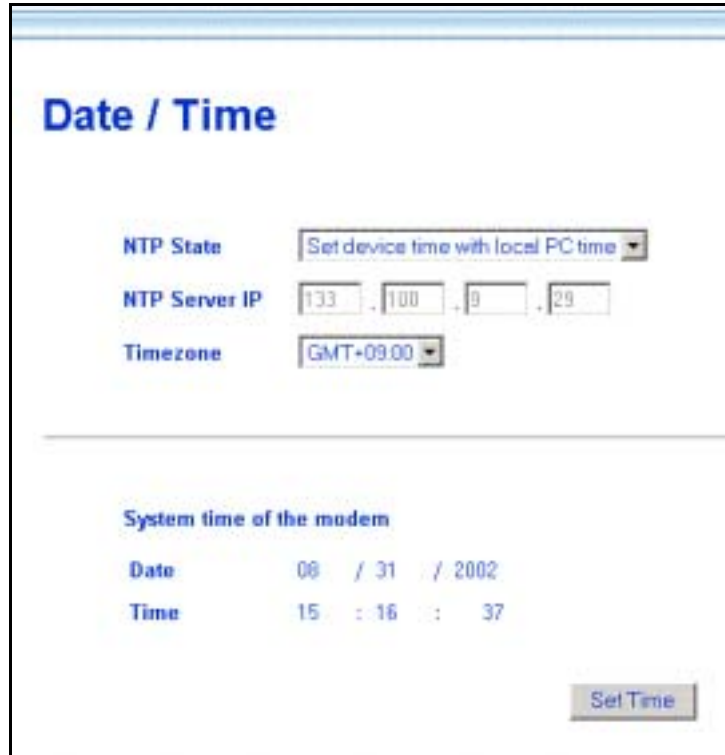 Date / Time
NTP State Set device time with local PC time
NTP Server IP 133 . 100 . 9 . 29
Timezone GMT+09:00
System time of the modem
Date 08 / 31 / 2002
Time 15 : 16 : 37
Set Time